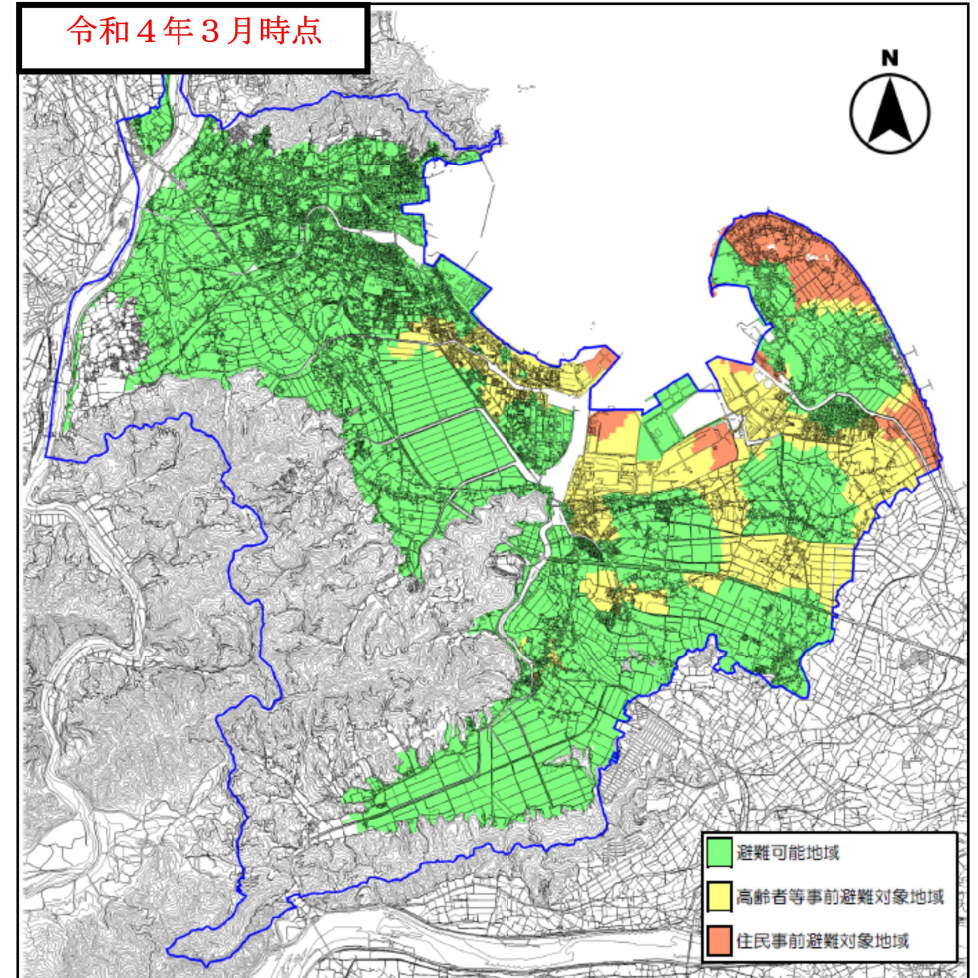 令和４年３月時点
N
避難可能地域
高齢者等事前避難対象地域
住民事前避難対象地域